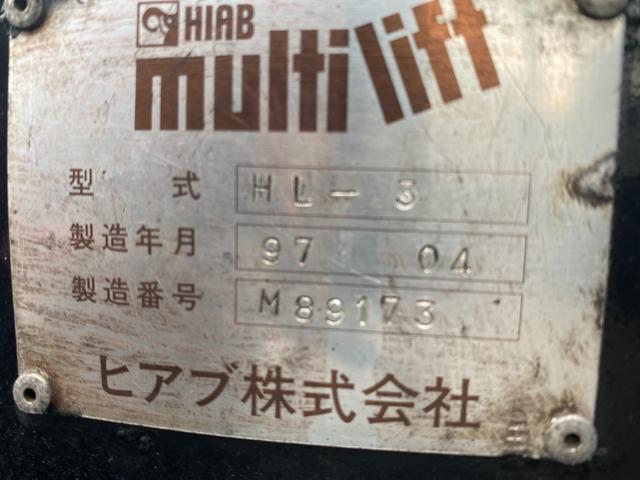 HIAB
multilift
型 式 HL-3
製造年月 97 04
製造番号 M89173
ヒアブ株式会社